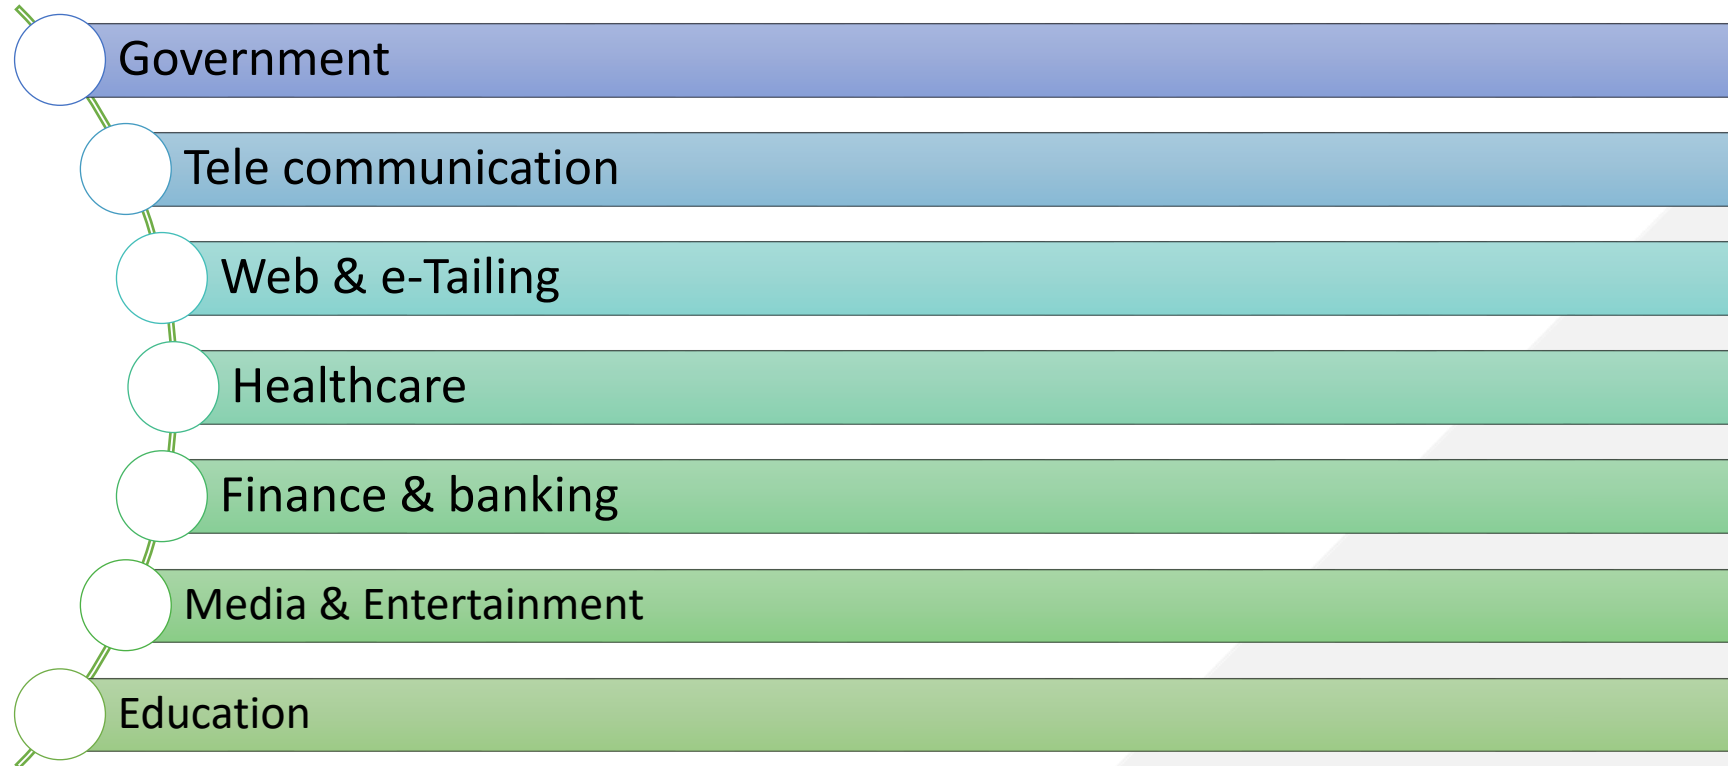 Government
Tele communication
Web & e-Tailing
Healthcare
Finance & banking
Media & Entertainment
Education